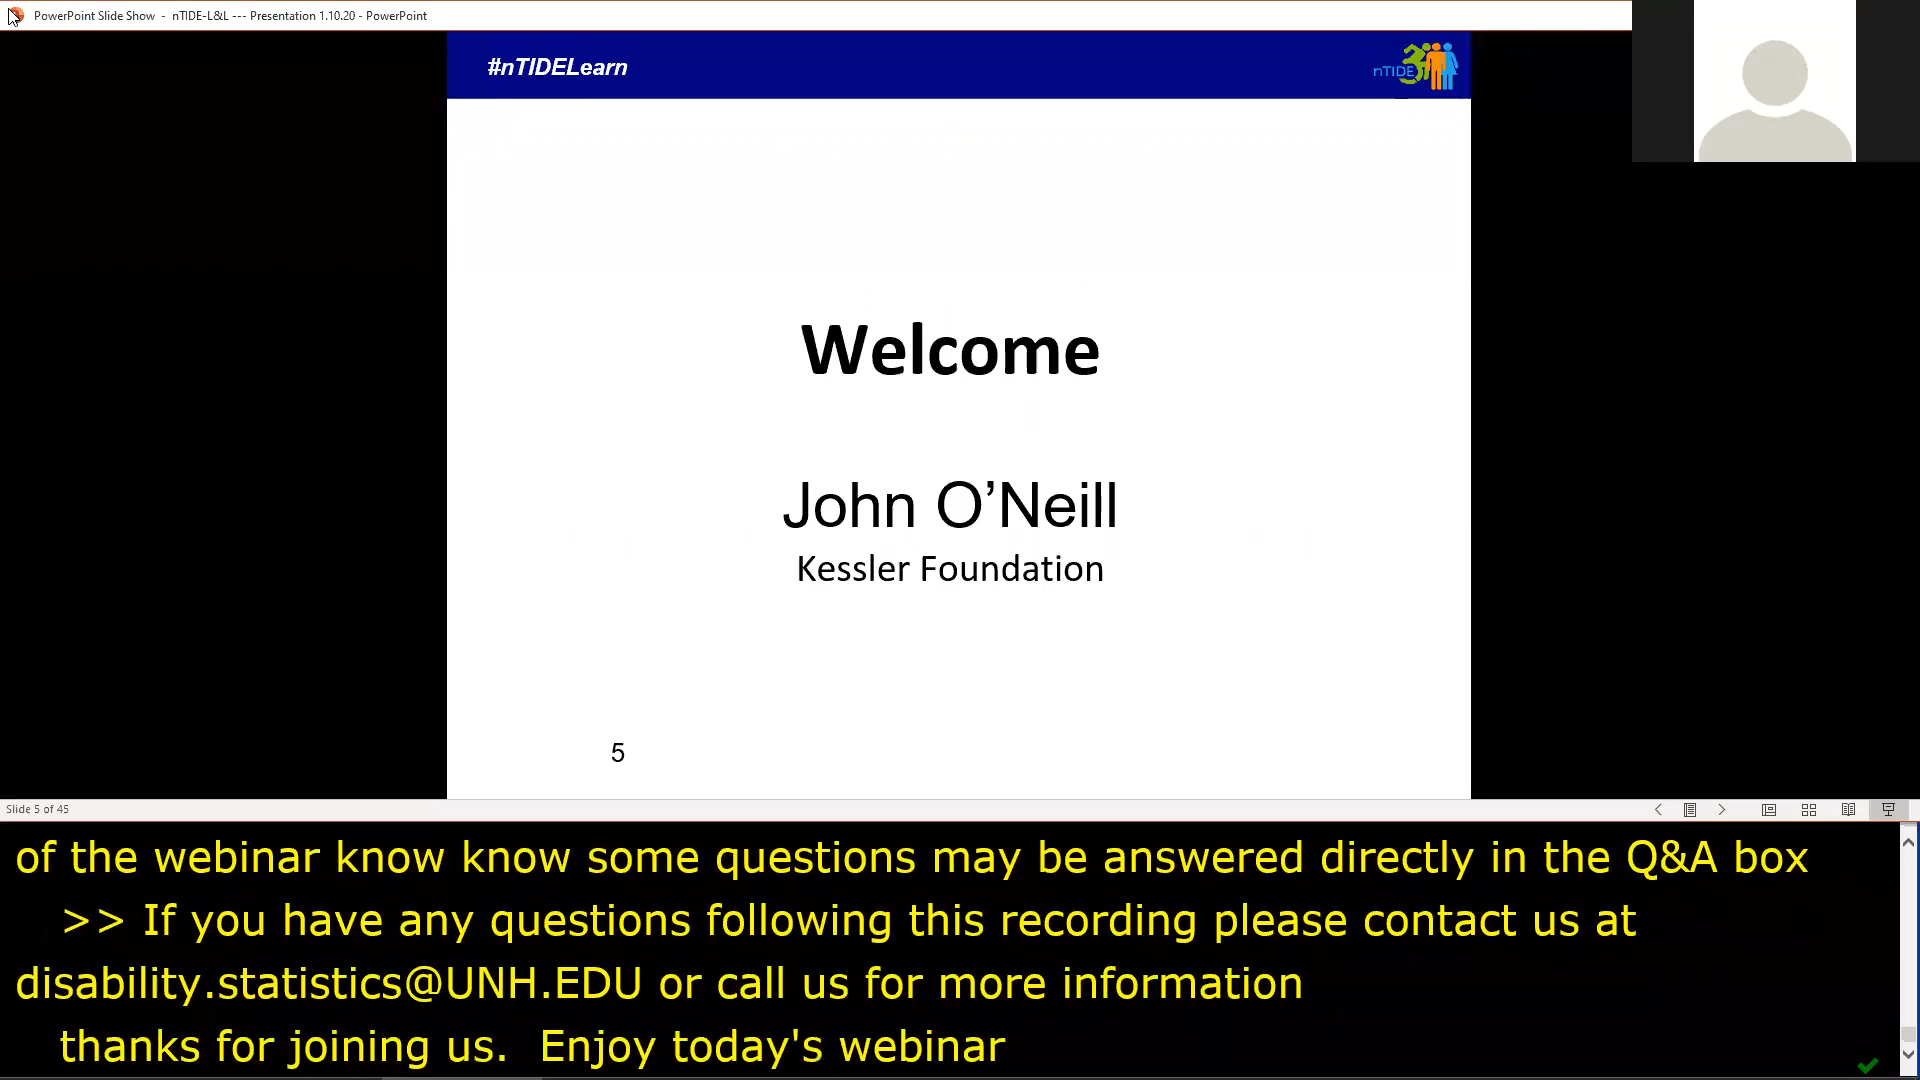 PowerPoint Slide Show - nTIDE-L&L --- Presentation 1.10.20 - PowerPoint
#nTIDELearn
nTIDE
Welcome
John O’Neill
Kessler Foundation
5
Slide 5 of 45
of the webinar know know some questions may be answered directly in the Q&A box
>> If you have any questions following this recording please contact us at
disability.statistics@UNH.EDU or call us for more information
thanks for joining us. Enjoy today's webinar